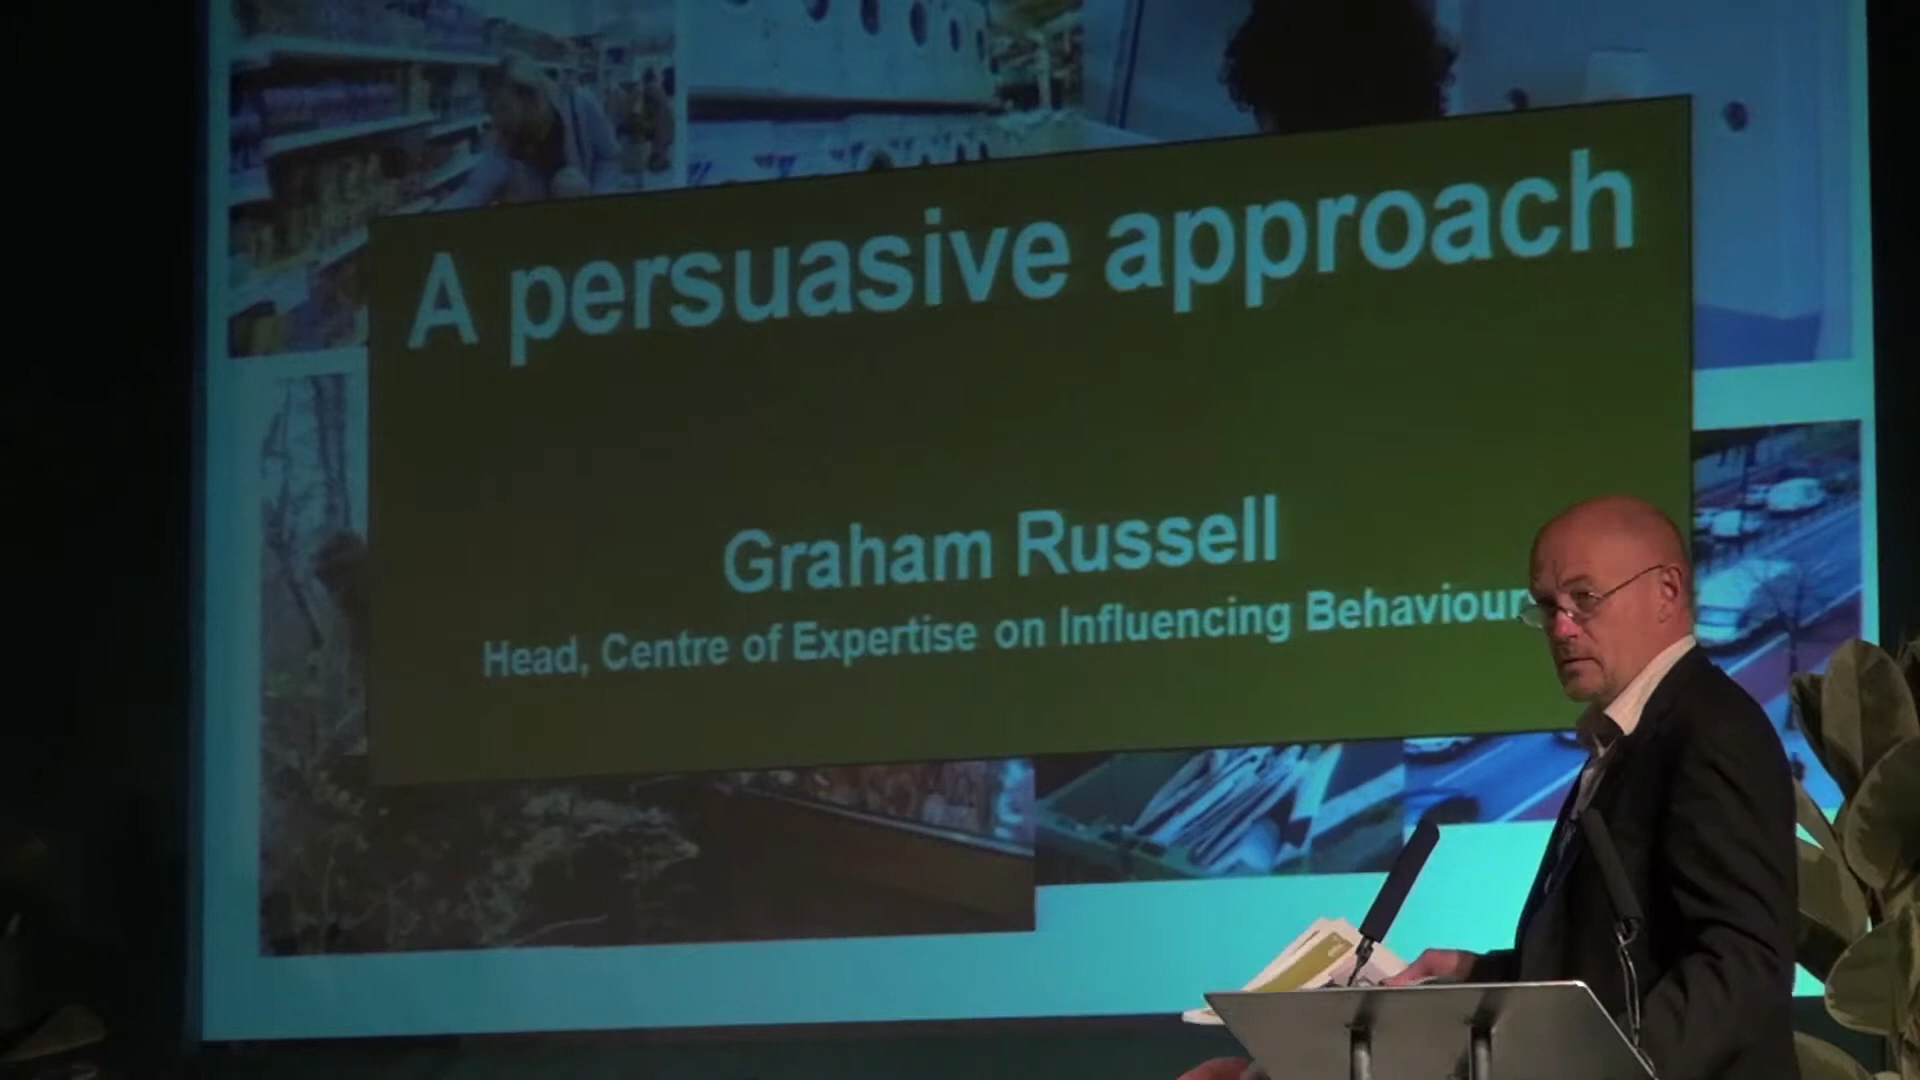 A persuasive approach
Graham Russell
Head, Centre of Expertise on Influencing Behaviour